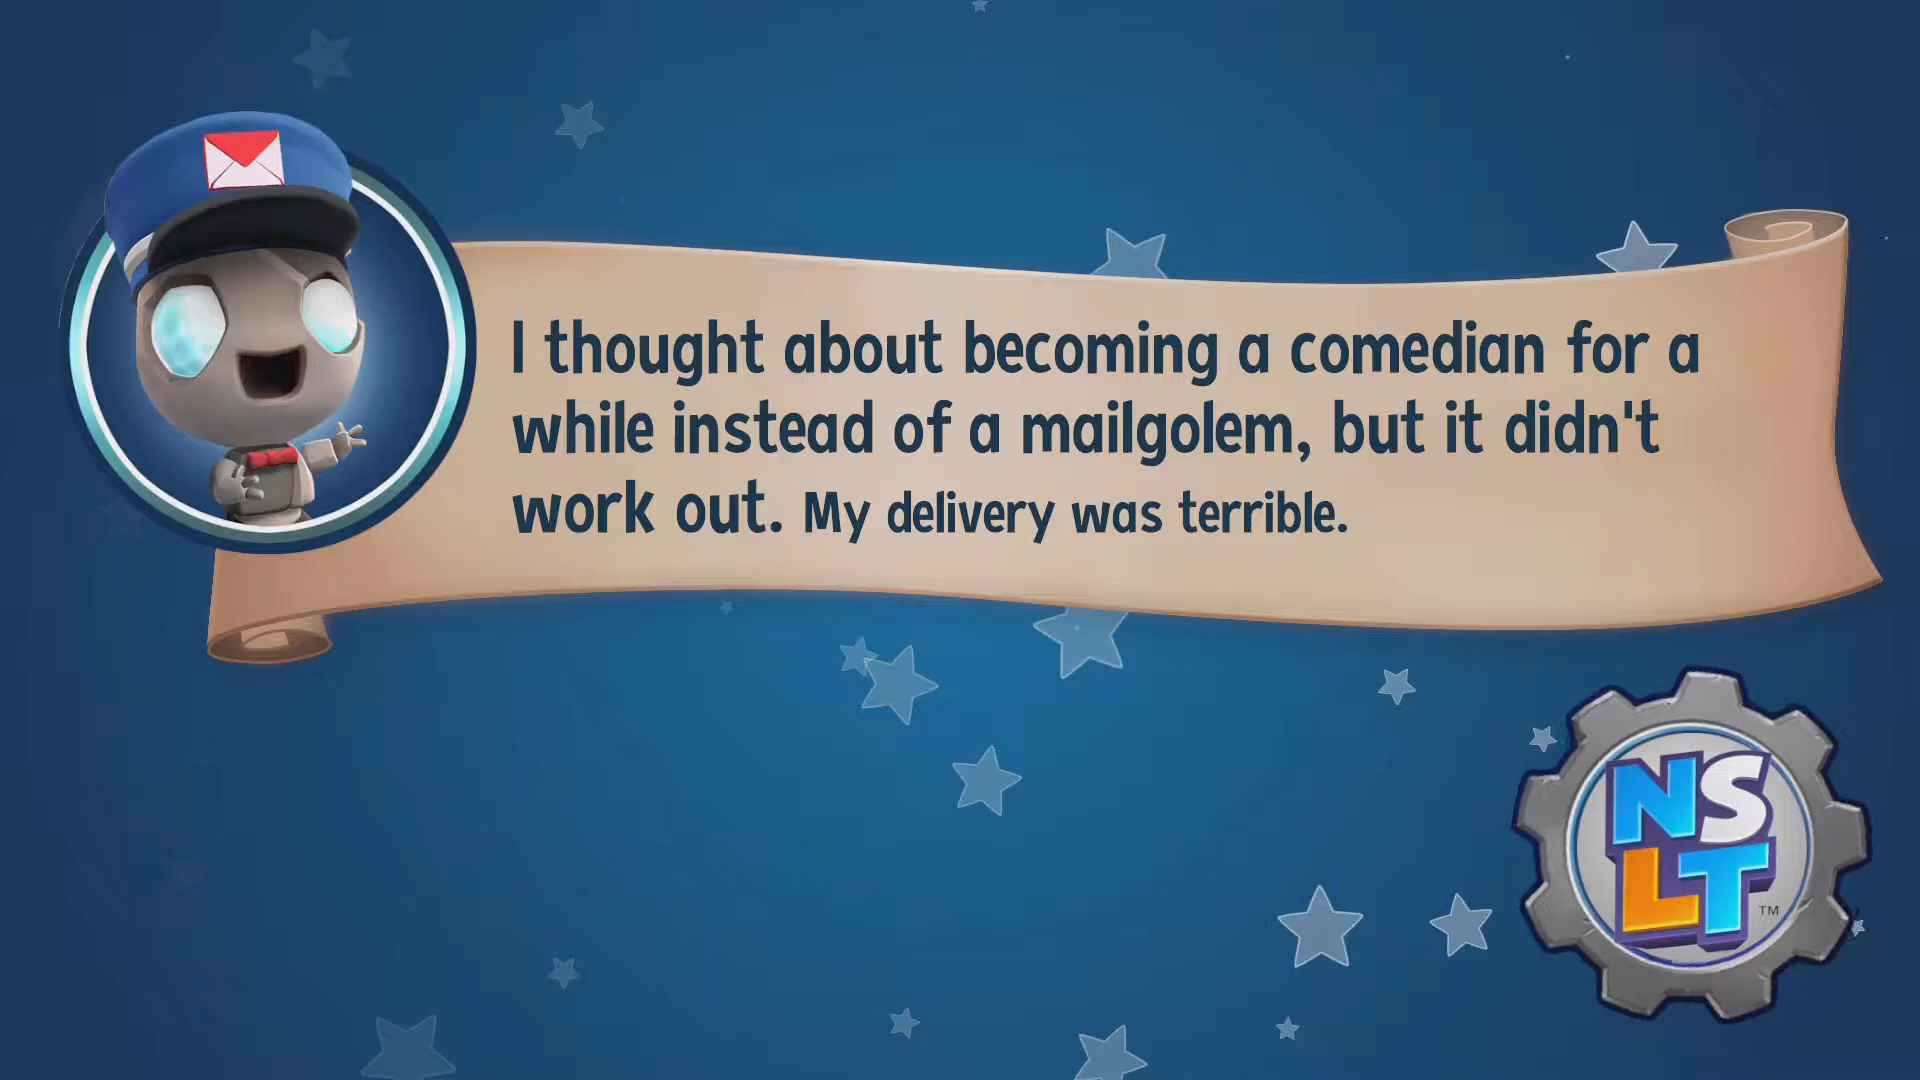 I thought about becoming a comedian for a
while instead of a mailgolem, but it didn't
work out. My delivery was terrible.
NS
LT
TM